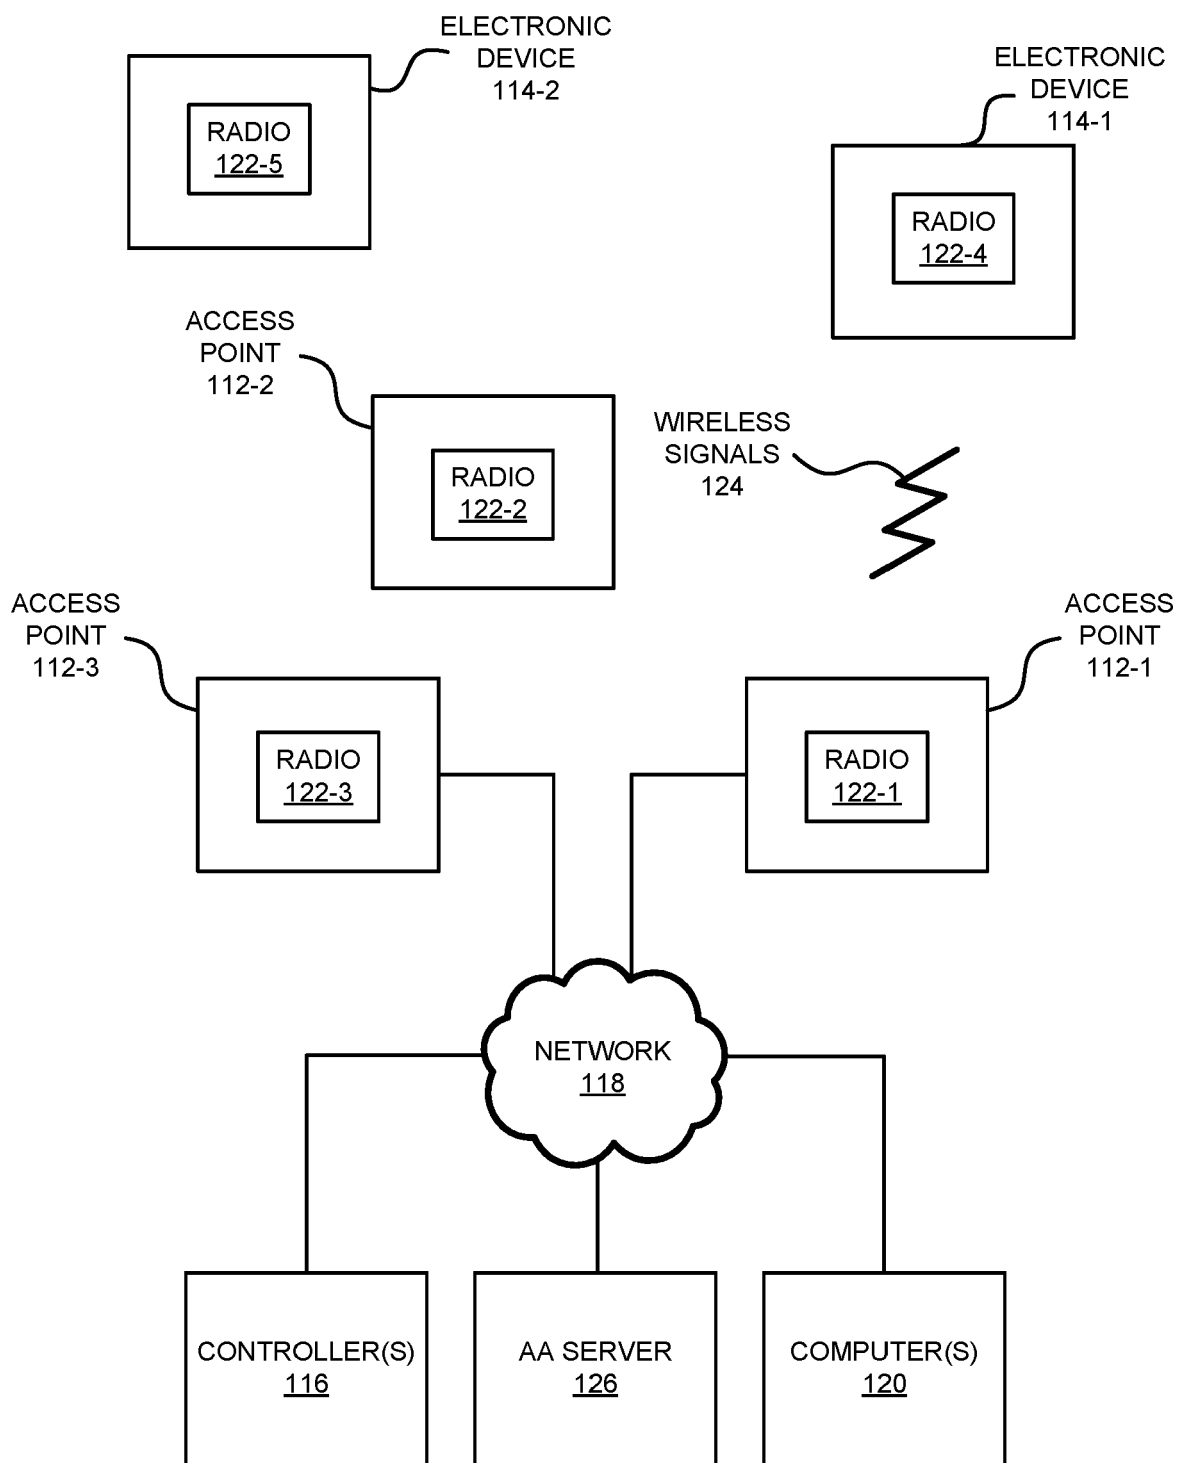 ELECTRONIC
DEVICE
114-2
RADIO
122-5
ELECTRONIC
DEVICE
114-1
RADIO
122-4
ACCESS
POINT
112-2
RADIO
122-2
WIRELESS
SIGNALS
124
ACCESS
POINT
112-3
RADIO
122-3
ACCESS
POINT
112-1
RADIO
122-1
NETWORK
118
CONTROLLER(S)
116
AA SERVER
126
COMPUTER(S)
120